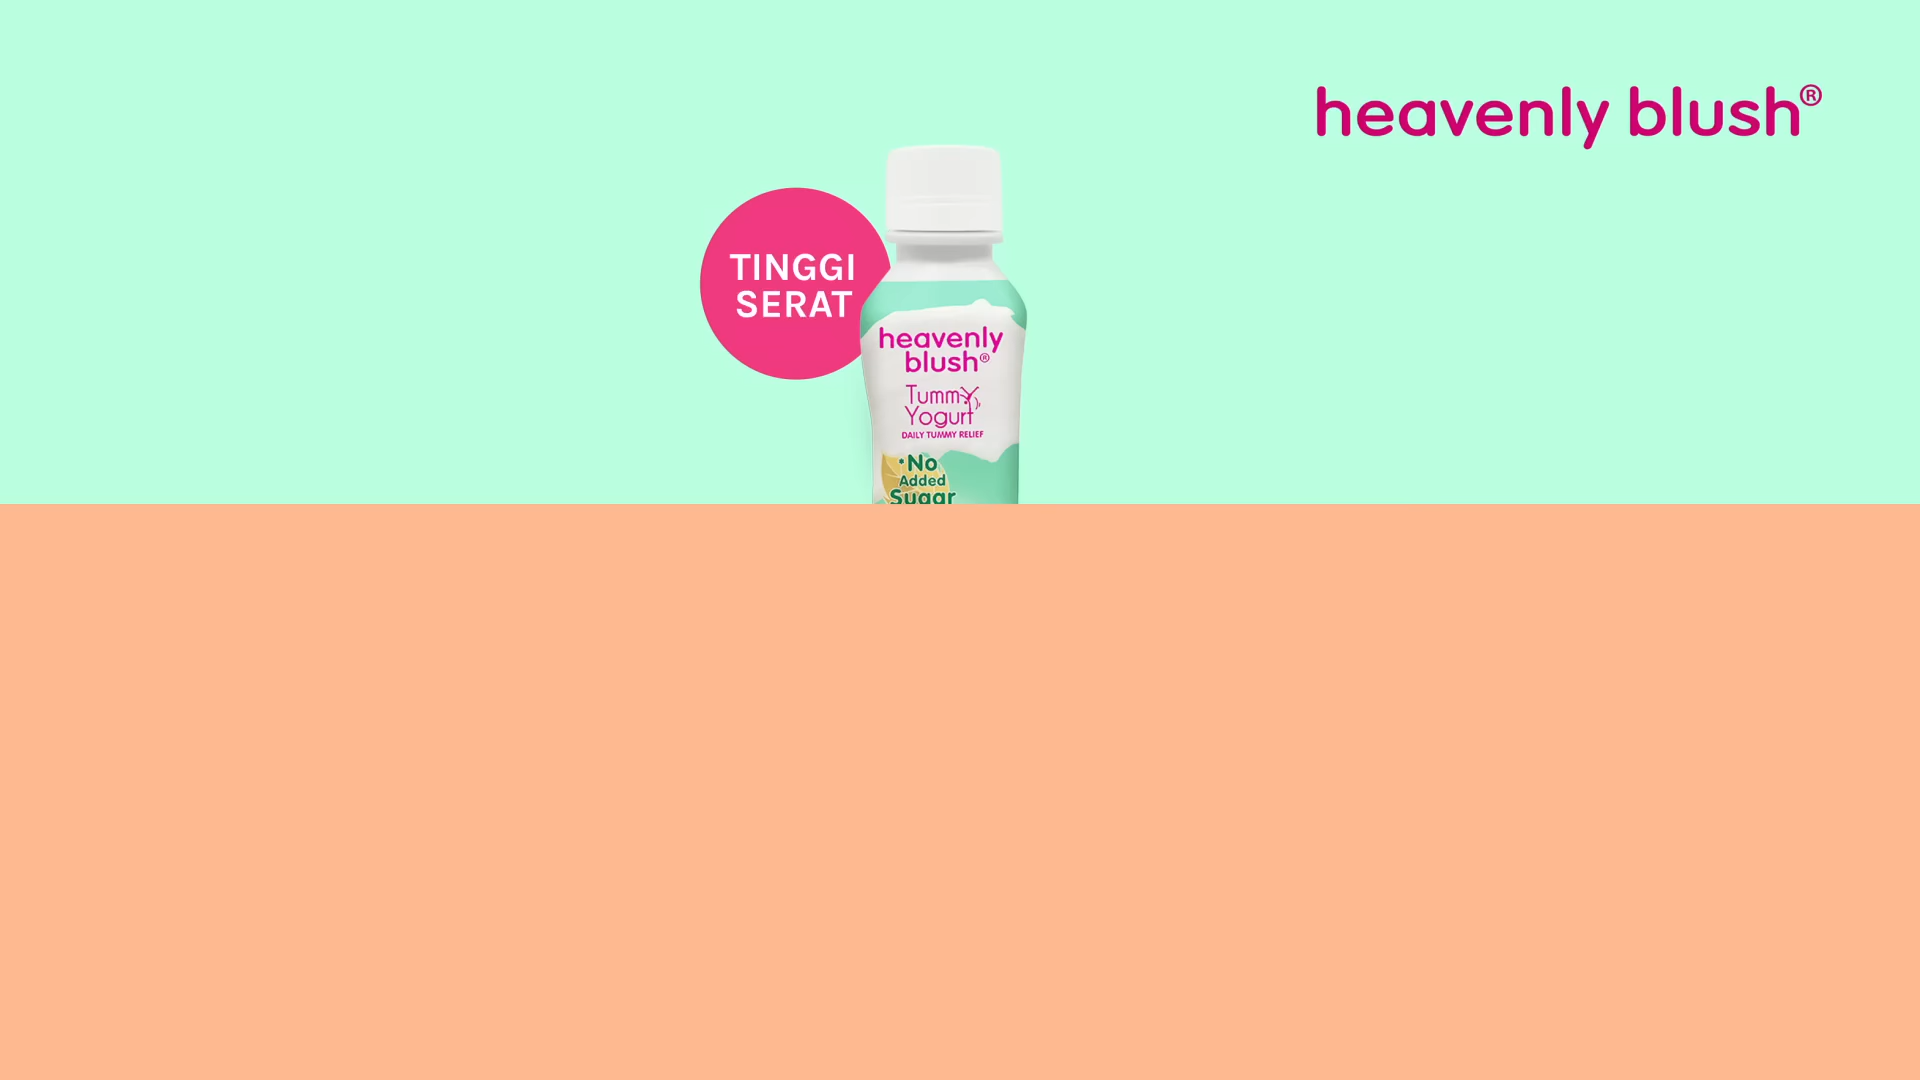 heavenly blush®
TINGGI
SERAT
heavenly
blush®
Tummy
Yogurt
DAILY TUMMY RELIEF
*No
Added
Sugar